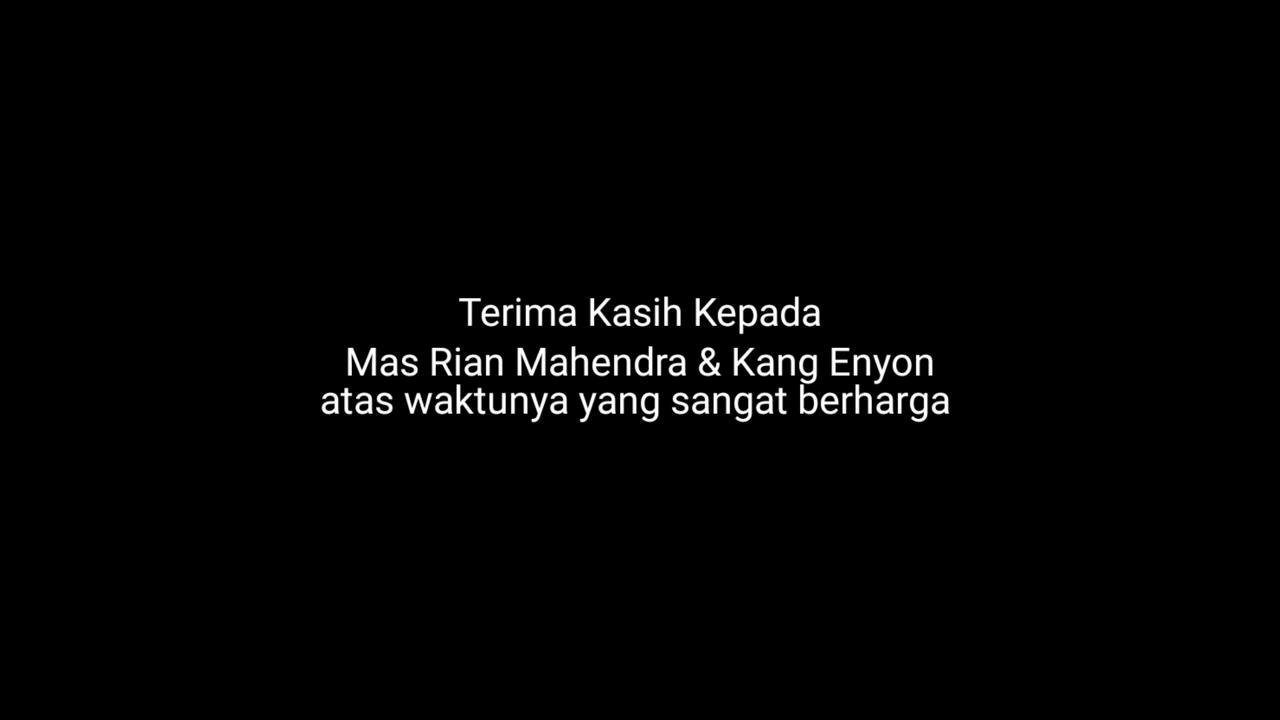 Terima Kasih Kepada
Mas Rian Mahendra & Kang Enyon
atas waktunya yang sangat berharga